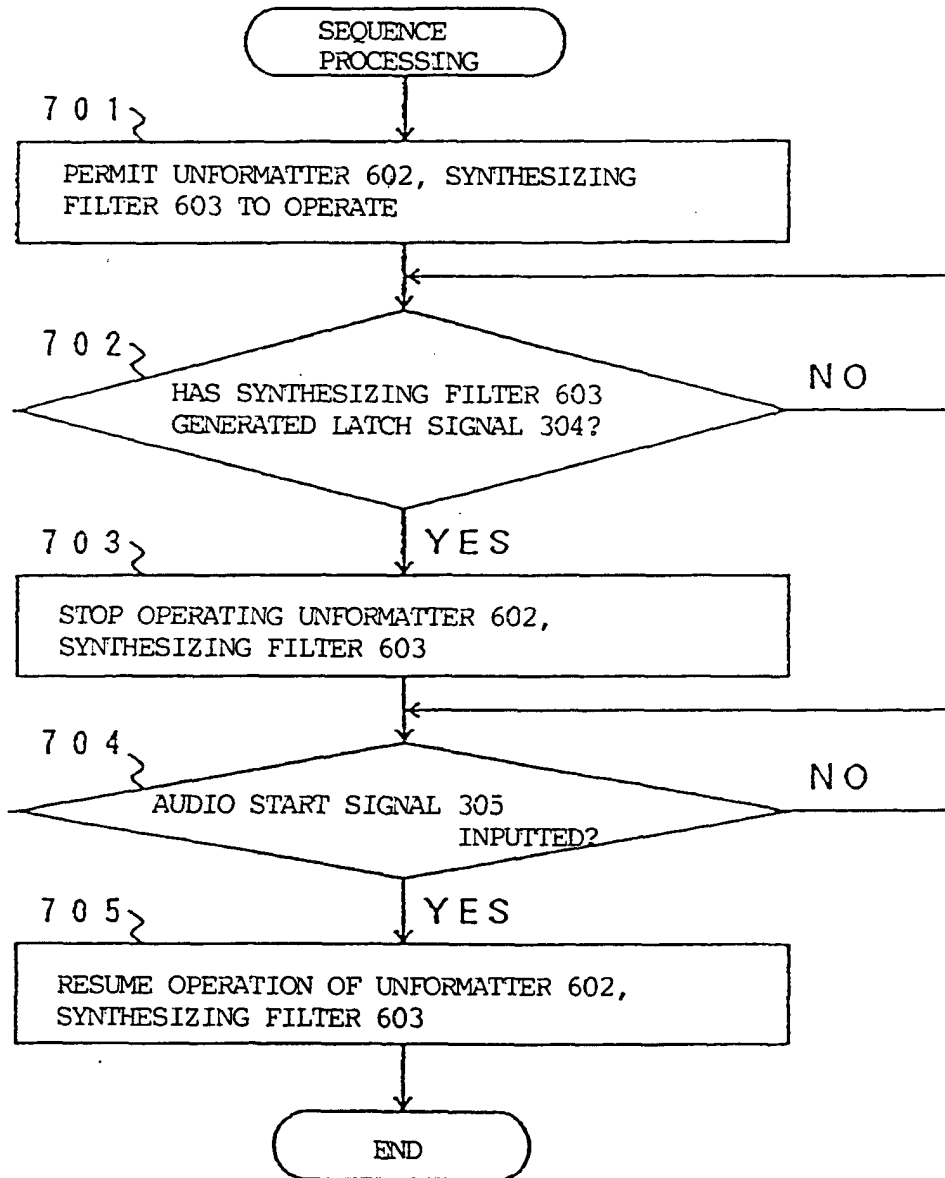 SEQUENCE
PROCESSING
701
PERMIT UNFORMATTER 602, SYNTHESIZING
FILTER 603 TO OPERATE
702
HAS SYNTHESIZING FILTER 603
GENERATED LATCH SIGNAL 304?
NO
YES
703
STOP OPERATING UNFORMATTER 602,
SYNTHESIZING FILTER 603
704
AUDIO START SIGNAL 305
INPUTTED?
NO
YES
705
RESUME OPERATION OF UNFORMATTER 602,
SYNTHESIZING FILTER 603
END